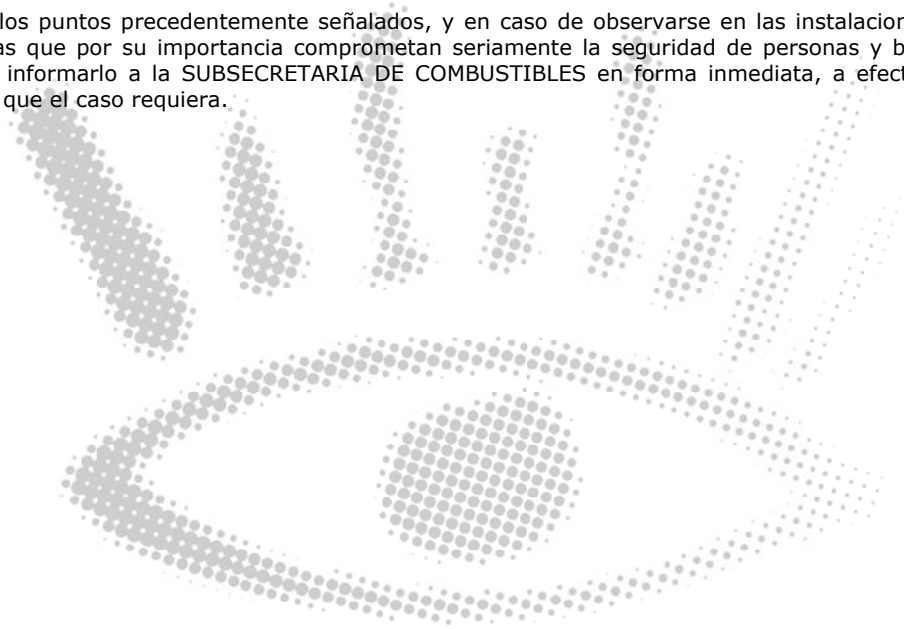 los puntos precedentemente señalados, y en caso de observarse en las instalacion
as que por su importancia comprometan seriamente la seguridad de personas y b
informarlo a la SUBSECRETARIA DE COMBUSTIBLES en forma inmediata, a efect
que el caso requiera.